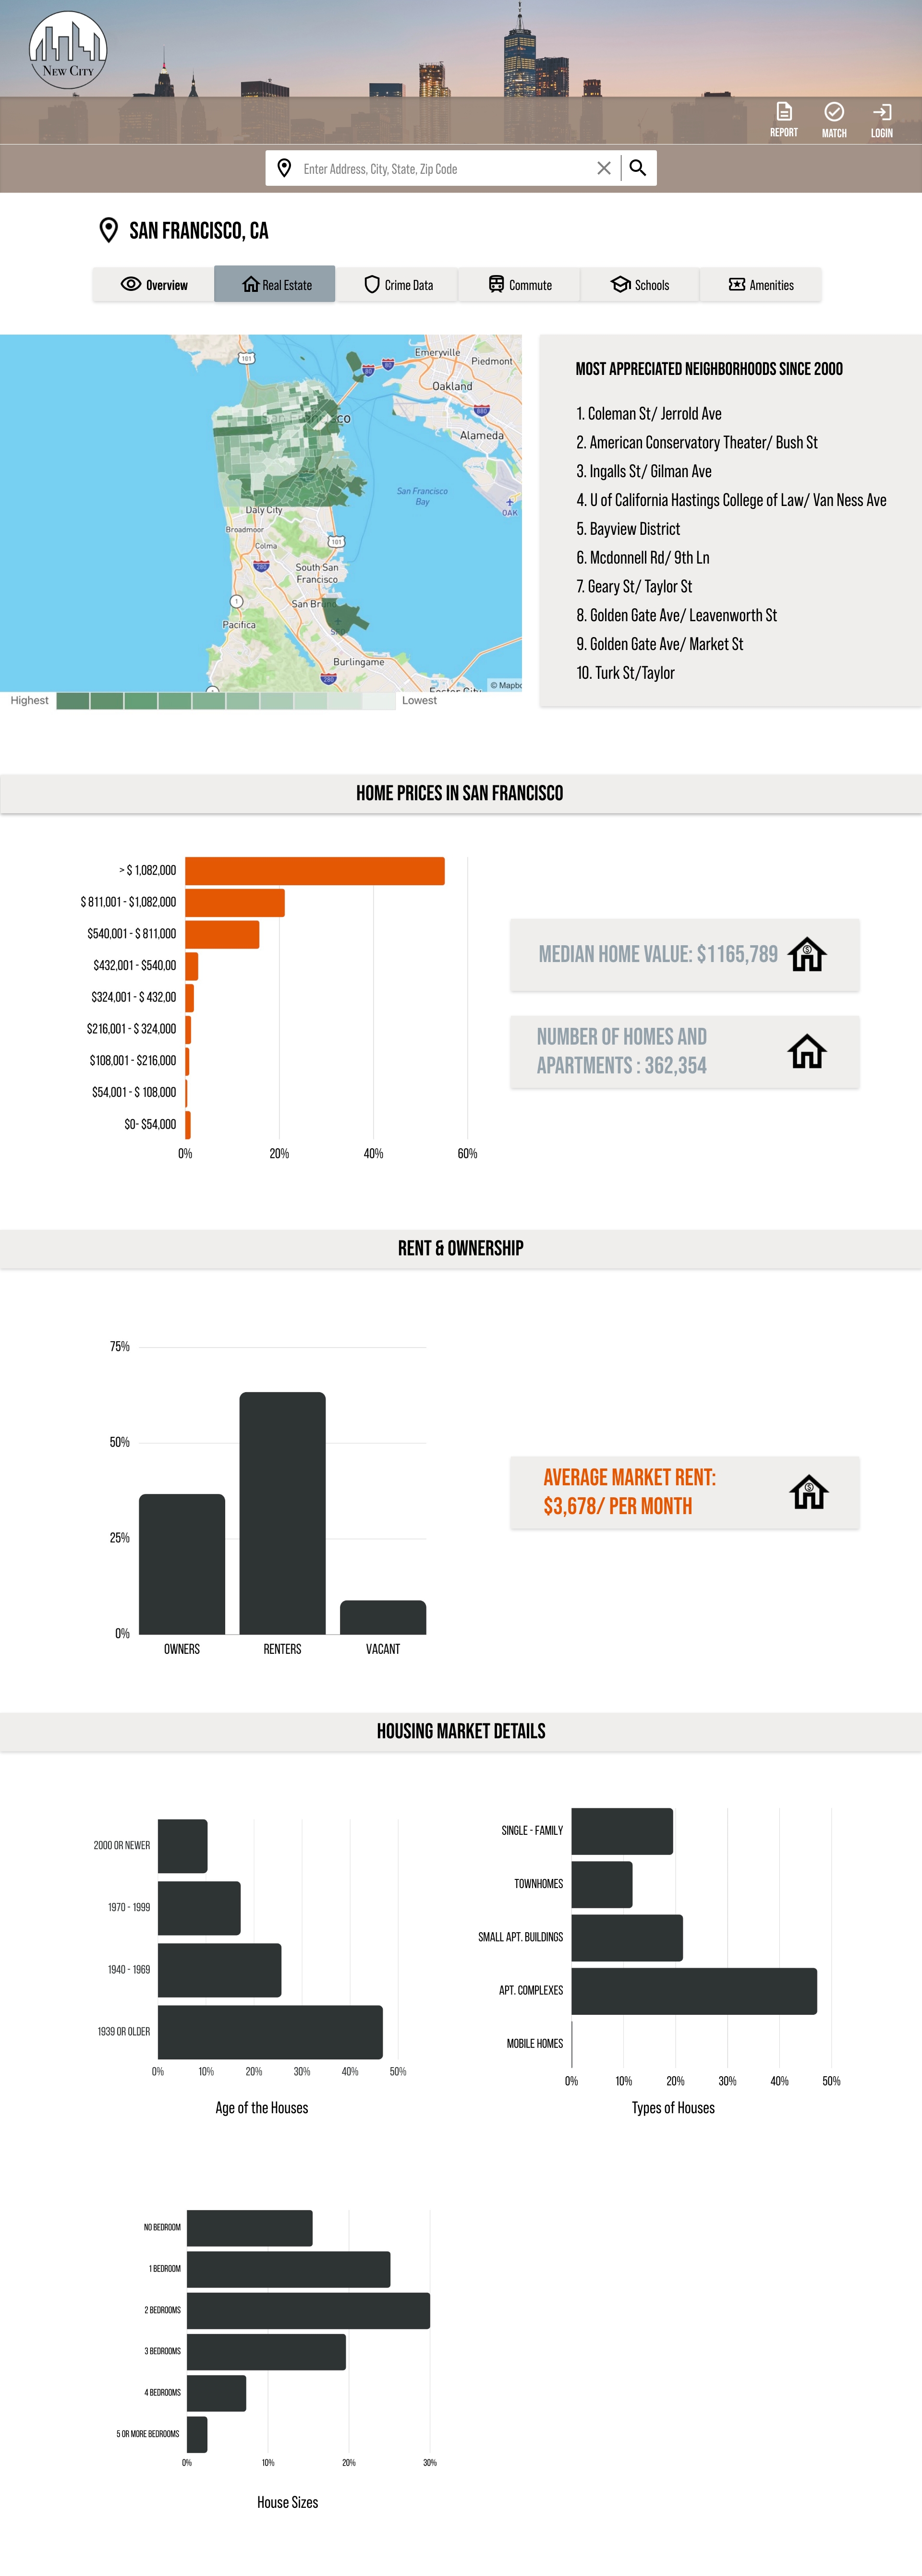 NEW CITY
REPORT
MATCH
LOGIN
Enter Address, City, State, Zip Code
SAN FRANCISCO, CA
Overview
Real Estate
Crime Data
Commute
Schools
Amenities
101
80
80
Emeryville
Piedmont
Oakland
880
Alameda
San Francisco
Bay
OAK
Daly City
Broadmoor
Colma
101
280
South San
Francisco
1
San Bruno
Pacifica
Burlingame
280
Foster City
© Mapbo
Highest
Lowest
MOST APPRECIATED NEIGHBORHOODS SINCE 2000
1. Coleman St/ Jerrold Ave
2. American Conservatory Theater/ Bush St
3. Ingalls St/ Gilman Ave
4. U of California Hastings College of Law/ Van Ness Ave
5. Bayview District
6. Mcdonnell Rd/ 9th Ln
7. Geary St/ Taylor St
8. Golden Gate Ave/ Leavenworth St
9. Golden Gate Ave/ Market St
10. Turk St/Taylor
HOME PRICES IN SAN FRANCISCO
> $ 1,082,000
$ 811,001 - $1,082,000
$540,001 - $ 811,000
$432,001 - $540,00
$324,001 - $ 432,00
$216,001 - $ 324,000
$108,001 - $216,000
$54,001 - $ 108,000
$0- $54,000
0%
20%
40%
60%
MEDIAN HOME VALUE: $1165,789
NUMBER OF HOMES AND
APARTMENTS : 362,354
RENT & OWNERSHIP
75%
50%
25%
0%
OWNERS
RENTERS
VACANT
AVERAGE MARKET RENT:
$3,678/ PER MONTH
HOUSING MARKET DETAILS
2000 OR NEWER
1970 - 1999
1940 - 1969
1939 OR OLDER
0%
10%
20%
30%
40%
50%
Age of the Houses
SINGLE - FAMILY
TOWNHOMES
SMALL APT. BUILDINGS
APT. COMPLEXES
MOBILE HOMES
0%
10%
20%
30%
40%
50%
Types of Houses
NO BEDROOM
1 BEDROOM
2 BEDROOMS
3 BEDROOMS
4 BEDROOMS
5 OR MORE BEDROOMS
0%
10%
20%
30%
House Sizes